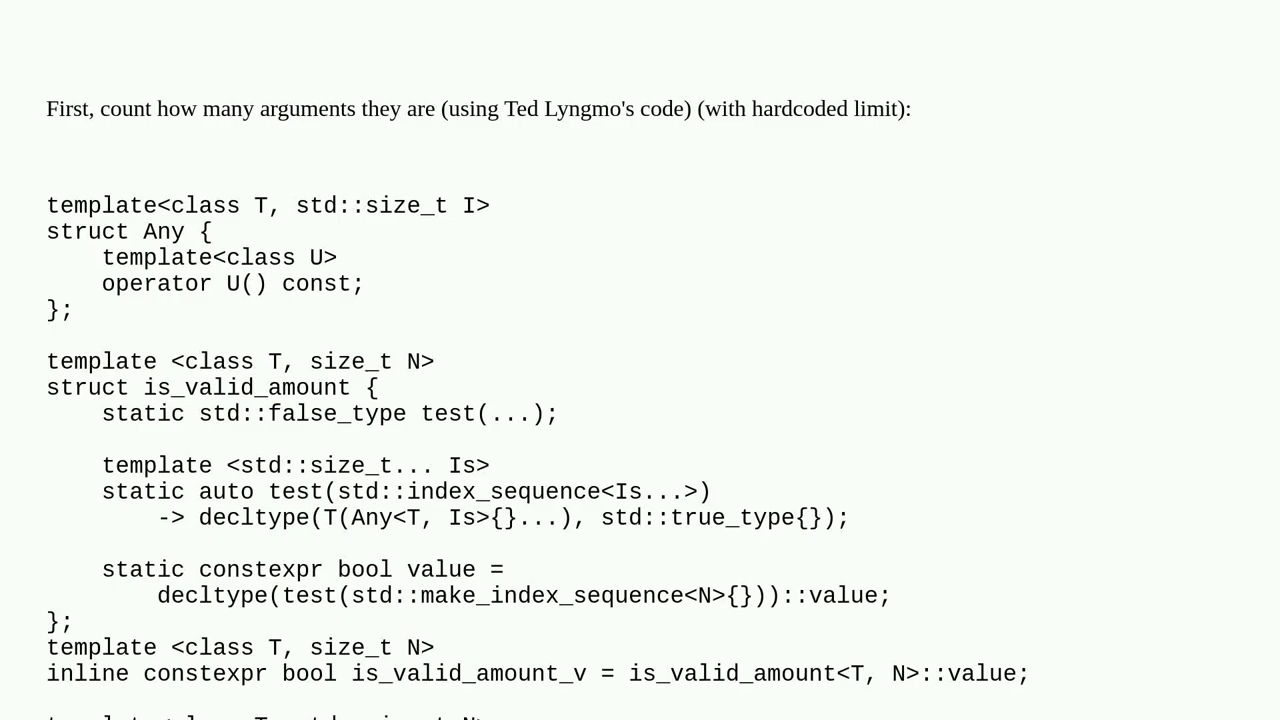 First, count how many arguments they are (using Ted Lyngmo's code) (with hardcoded limit):
template<class T, std::size_t I>
struct Any {
    template<class U>
    operator U() const;
};
template <class T, size_t N>
struct is_valid_amount {
    static std::false_type test(...);
    template <std::size_t... Is>
    static auto test(std::index_sequence<Is...>)
        -> decltype(T(Any<T, Is>{}...), std::true_type{});
    static constexpr bool value =
        decltype(test(std::make_index_sequence<N>{}))::value;
};
template <class T, size_t N>
inline constexpr bool is_valid_amount_v = is_valid_amount<T, N>::value;